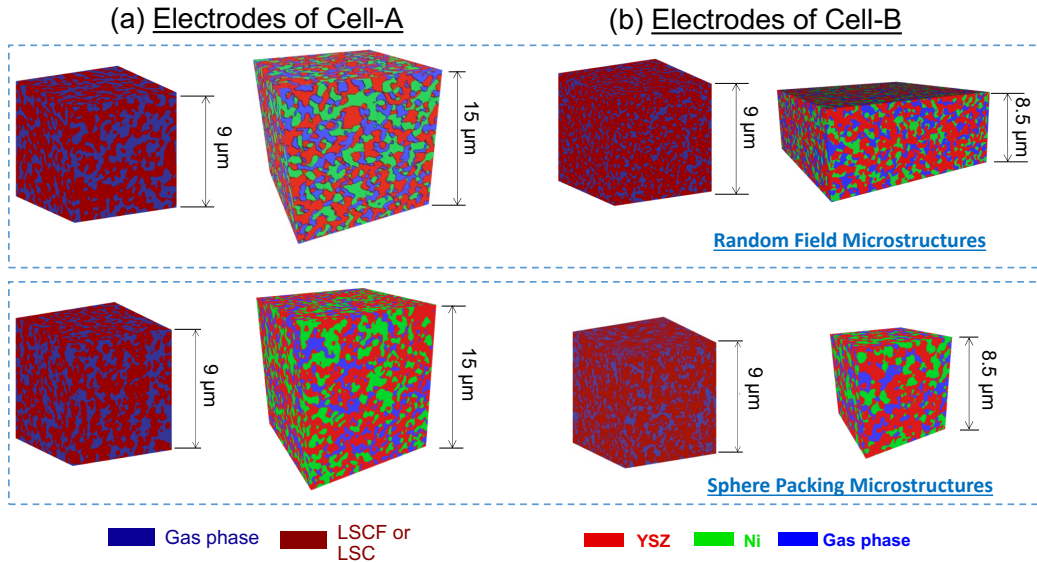 (a) Electrodes of Cell-A
(b) Electrodes of Cell-B
9 μm
15 μm
9 μm
8.5 μm
Random Field Microstructures
9 μm
15 μm
9 μm
8.5 μm
Sphere Packing Microstructures
Gas phase
LSCF or
LSC
YSZ
Ni
Gas phase